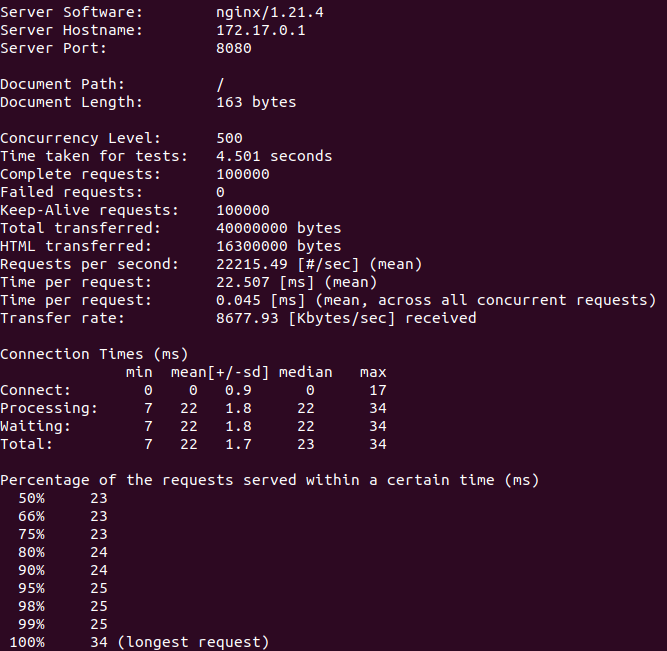 Server Software:        nginx/1.21.4
Server Hostname:        172.17.0.1
Server Port:            8080
Document Path:          /
Document Length:        163 bytes
Concurrency Level:      500
Time taken for tests:   4.501 seconds
Complete requests:      100000
Failed requests:        0
Keep-Alive requests:    100000
Total transferred:      40000000 bytes
HTML transferred:       16300000 bytes
Requests per second:    22215.49 [#/sec] (mean)
Time per request:       22.507 [ms] (mean)
Time per request:       0.045 [ms] (mean, across all concurrent requests)
Transfer rate:          8677.93 [Kbytes/sec] received
Connection Times (ms)
              min  mean[+/-sd] median   max
Connect:        0    0   0.9      0      17
Processing:     7   22   1.8     22      34
Waiting:        7   22   1.8     22      34
Total:          7   22   1.7     23      34
Percentage of the requests served within a certain time (ms)
  50%     23
  66%     23
  75%     23
  80%     24
  90%     24
  95%     25
  98%     25
  99%     25
 100%     34 (longest request)